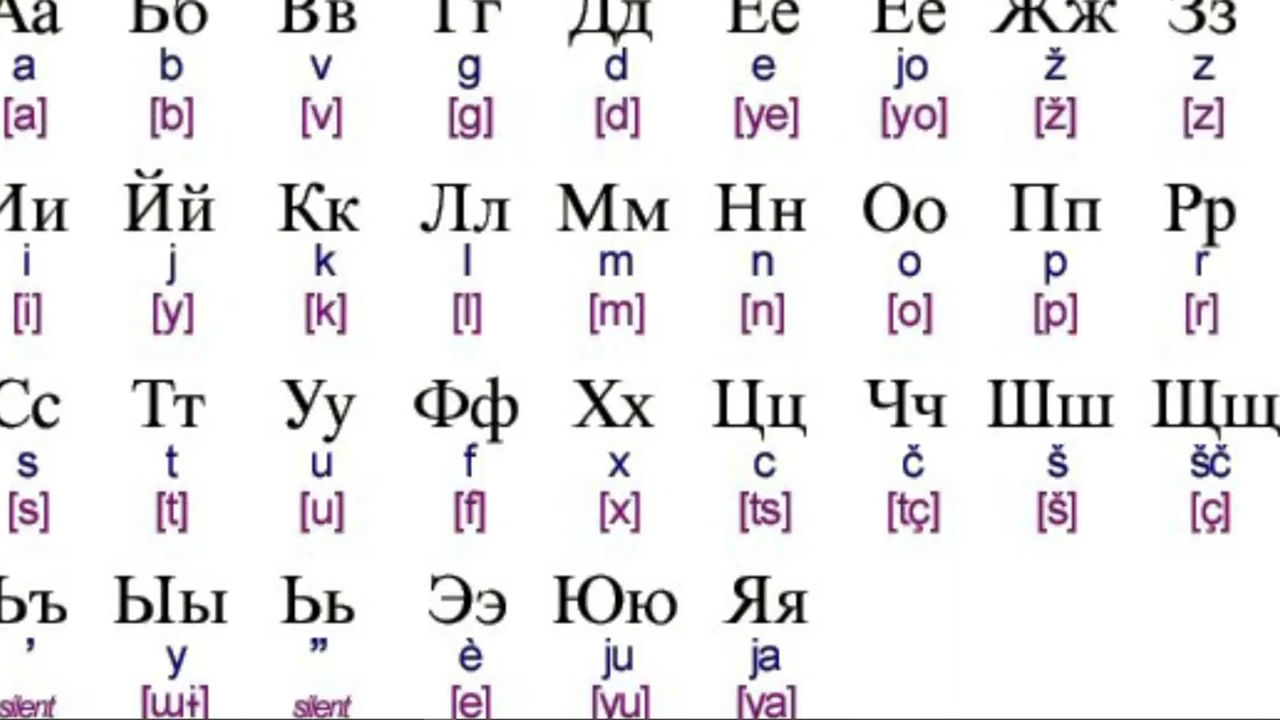 Аа Бб Вв Гг Дд Ее Ёё Жж Зз
a b v g d e jo ž z
[a] [b] [v] [g] [d] [ye] [yo] [ž] [z]
Ии Йй Кк Лл Мм Нн Оо Пп Рр
i j k l m n o p r
[i] [y] [k] [l] [m] [n] [o] [p] [r]
Сс Тт Уу Фф Хх Цц Чч Шш Щщ
s t u f x c č š šč
[s] [t] [u] [f] [x] [ts] [tç] [š] [ç]
Ъъ Ыы Ьь Ээ Юю Яя
’ y ” è ju ja
silent [ɯɨ] silent [e] [yu] [ya]